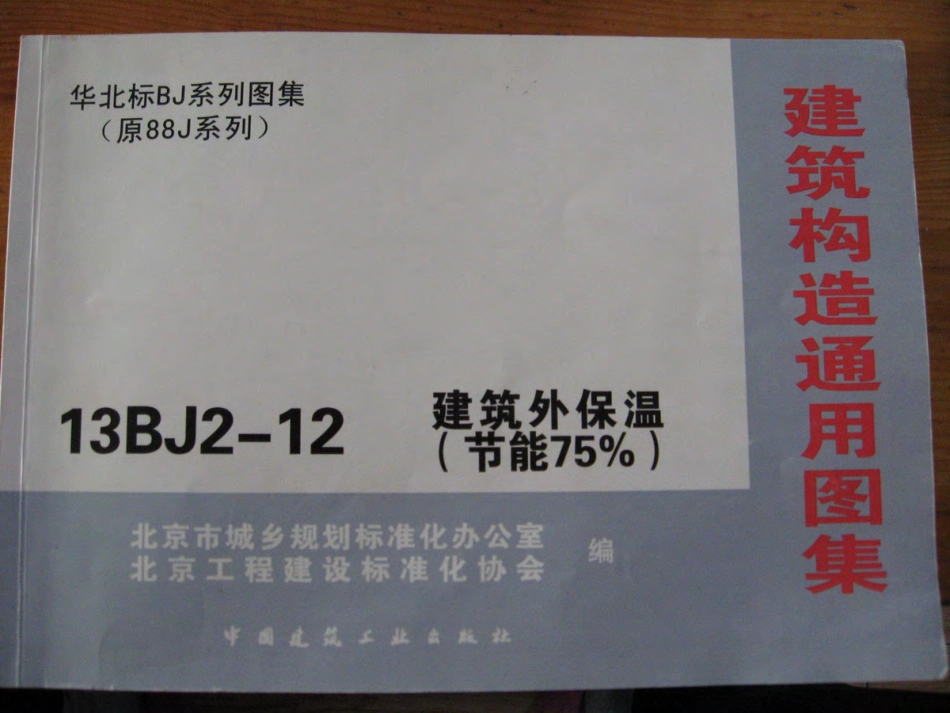 华北标BJ系列图集
（原88J系列）
建筑构造通用图集
13BJ2-12
建筑外保温
（节能75%）
北京市城乡规划标准化办公室
北京工程建设标准化协会
编
中国建筑工业出版社